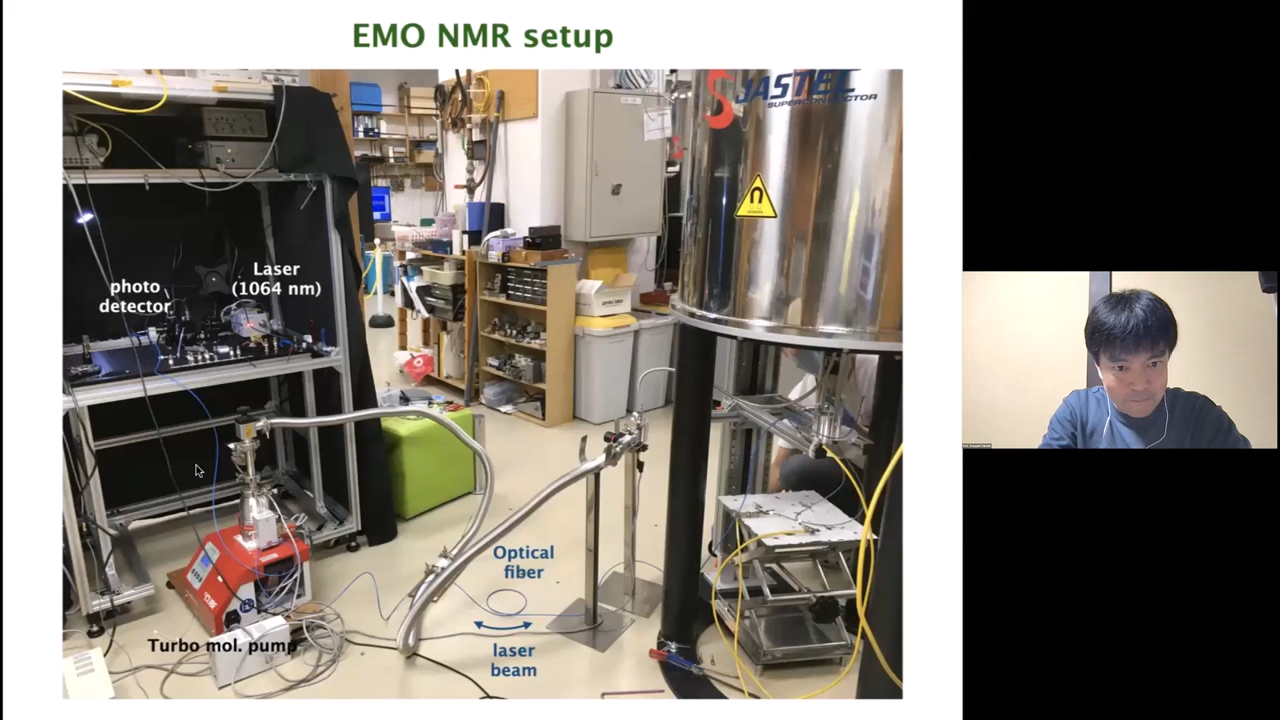 EMO NMR setup
JASTEC
SUPERCONDUCTOR
Laser
(1064 nm)
photo
detector
Optical
fiber
laser
beam
Turbo mol. pump